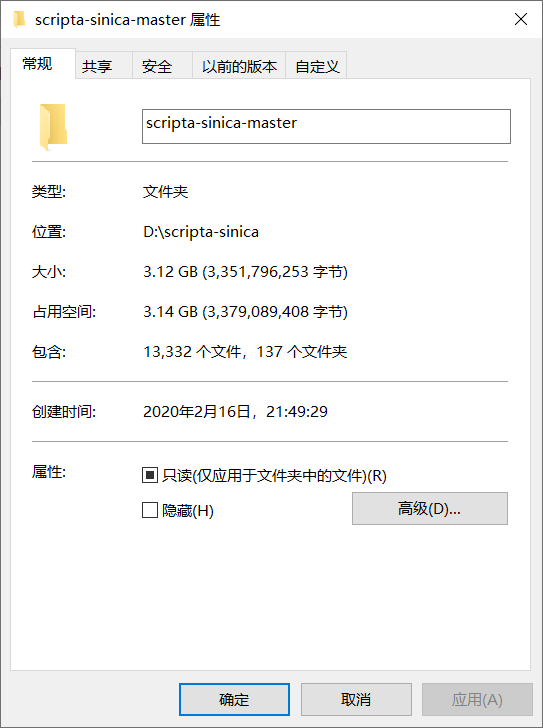 scripta-sinica-master 属性
常规 共享 安全 以前的版本 自定义
scripta-sinica-master
类型: 文件夹
位置: D:\scripta-sinica
大小: 3.12 GB (3,351,796,253 字节)
占用空间: 3.14 GB (3,379,089,408 字节)
包含: 13,332 个文件，137 个文件夹
创建时间: 2020年2月16日，21:49:29
属性: 只读(仅应用于文件夹中的文件)(R)
隐藏(H) 高级(D)...
确定 取消 应用(A)